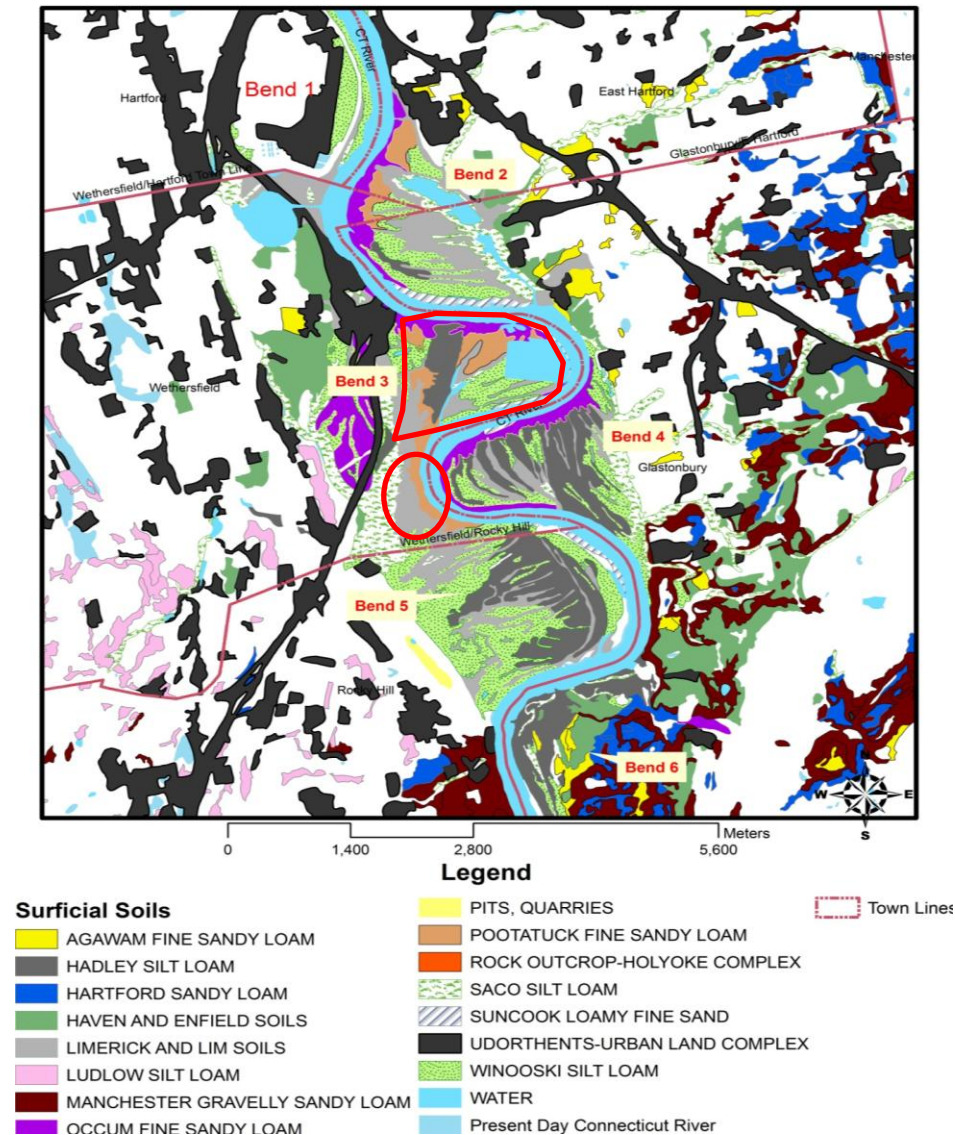 Hartford
Bend 1
CT River
East Hartford
Manchester
Glastonbury/E Hartford
Wethersfield/Hartford Town Line
Bend 2
Wethersfield
Bend 3
CT River
Bend 4
Glastonbury
Wethersfield/Rocky Hill
Bend 5
Rocky Hill
Bend 6
W E
S
Meters
0 1,400 2,800 5,600
Legend
Surficial Soils
AGAWAM FINE SANDY LOAM
HADLEY SILT LOAM
HARTFORD SANDY LOAM
HAVEN AND ENFIELD SOILS
LIMERICK AND LIM SOILS
LUDLOW SILT LOAM
MANCHESTER GRAVELLY SANDY LOAM
OCCUM FINE SANDY LOAM
PITS, QUARRIES
POOTATUCK FINE SANDY LOAM
ROCK OUTCROP-HOLYOKE COMPLEX
SACO SILT LOAM
SUNCOOK LOAMY FINE SAND
UDORTHENTS-URBAN LAND COMPLEX
WINOOSKI SILT LOAM
WATER
Present Day Connecticut River
Town Lines